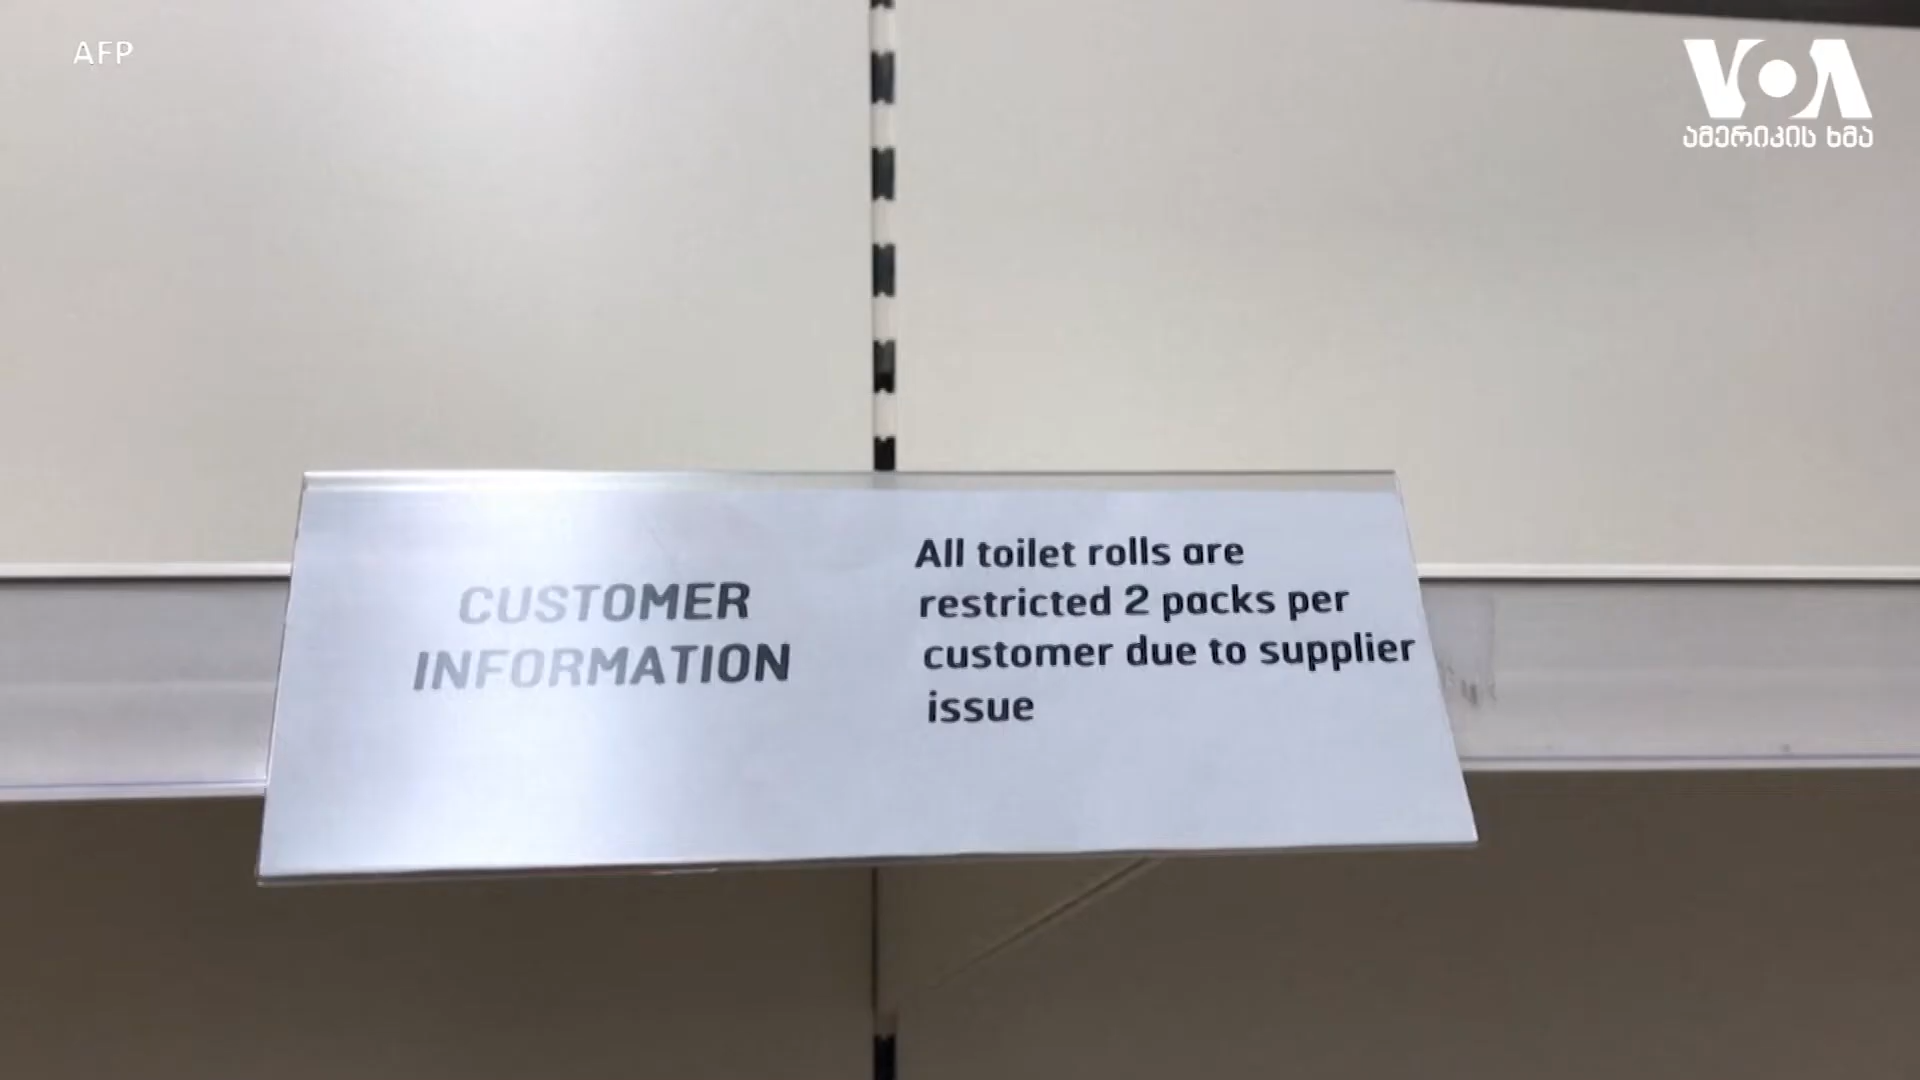 AFP
VOA
ამერიკის ხმა
CUSTOMER
INFORMATION
All toilet rolls are
restricted 2 packs per
customer due to supplier
issue